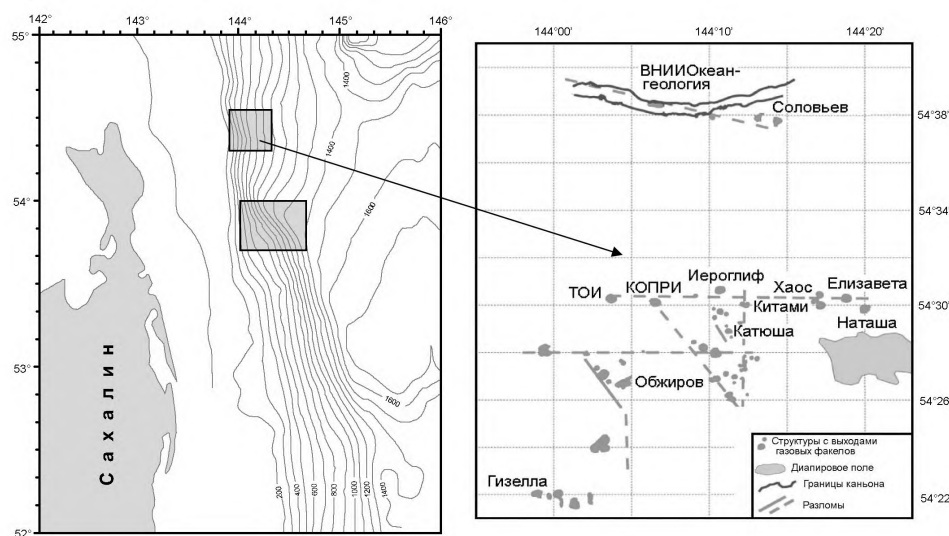 142° 143° 144° 145° 146°
55°
54°
53°
52°
1400
1400
1600
1600
200
400
600
800
1000
1200
1400
Сахалин
144°00' 144°10' 144°20'
54°38'
54°34'
54°30'
54°26'
54°22'
ВНИИОкеан-
геология
Соловьев
Иероглиф
ТОИ КОПРИ Хаос Елизавета
Китами
Наташа
Катюша
Обжиров
Гизелла
Структуры с выходами
газовых факелов
Диапировое поле
Границы каньона
Разломы